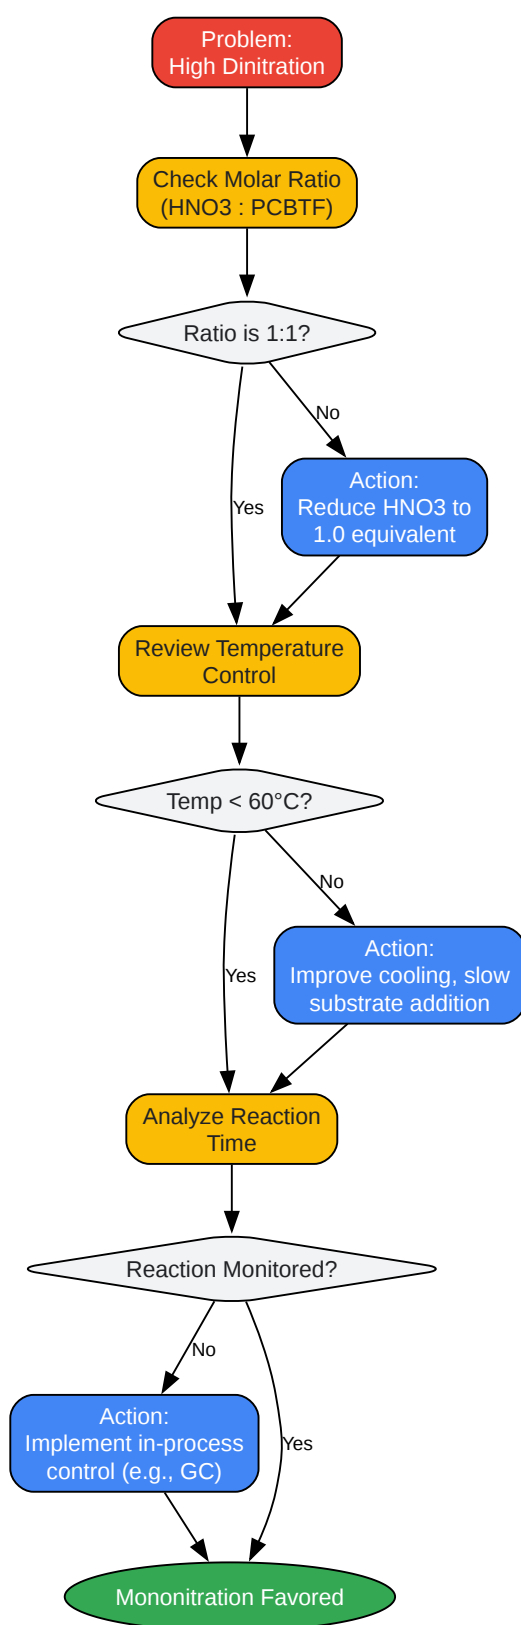 Problem:
High Dinitration
Check Molar Ratio
(HNO3 : PCBTF)
Ratio is 1:1?
No
Action:
Reduce HNO3 to
1.0 equivalent
Yes
Review Temperature
Control
Temp < 60°C?
No
Action:
Improve cooling, slow
substrate addition
Yes
Analyze Reaction
Time
Reaction Monitored?
No
Action:
Implement in-process
control (e.g., GC)
Yes
Mononitration Favored